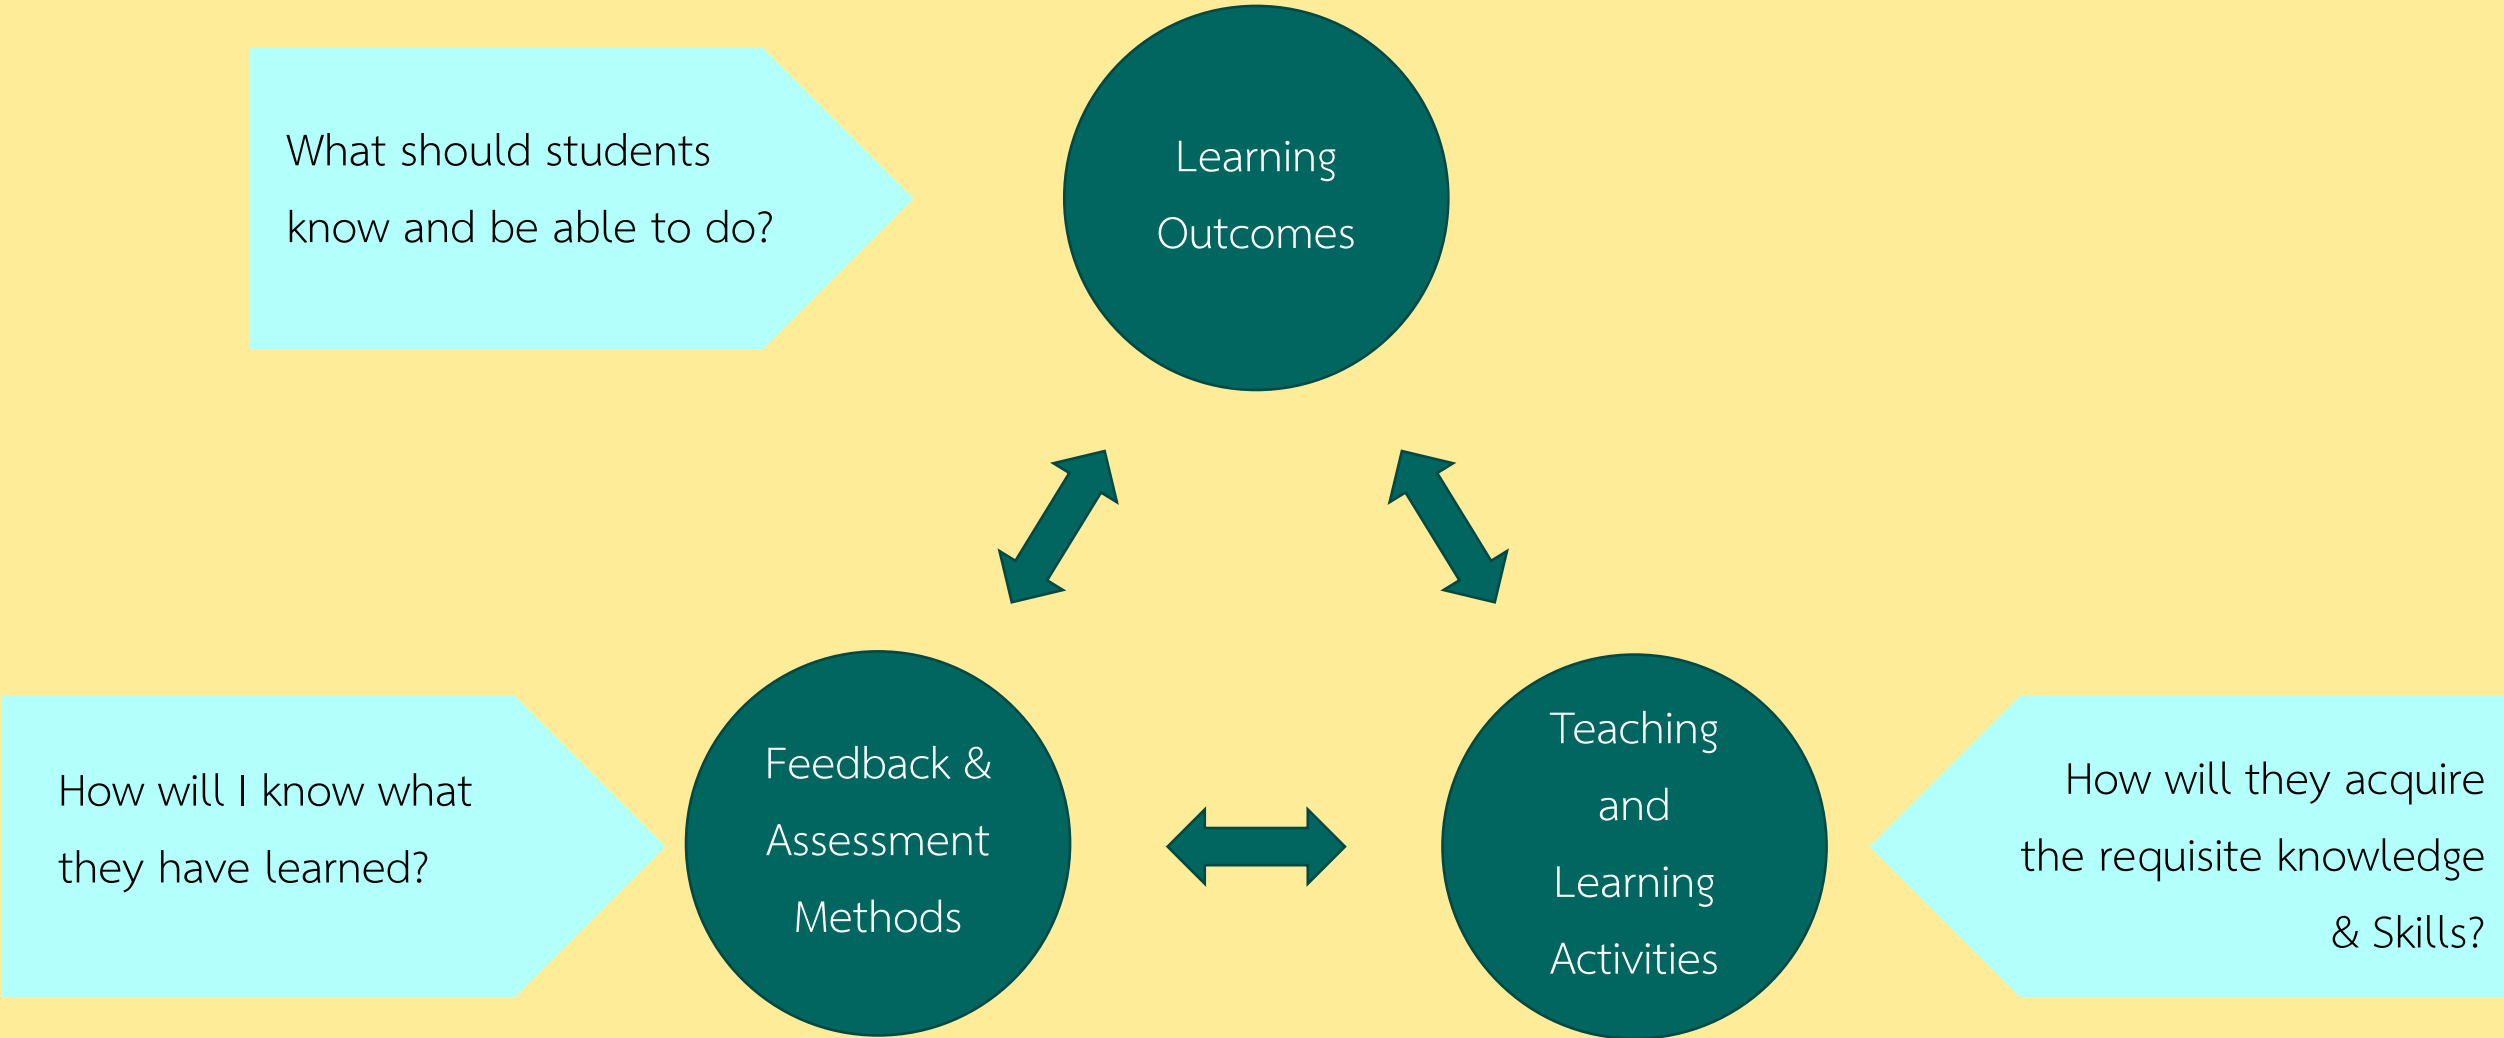 What should students
know and be able to do?
Learning
Outcomes
How will I know what
they have learned?
Feedback &
Assessment
Methods
Teaching
and
Learning
Activities
How will they acquire
the requisite knowledge
& Skills?